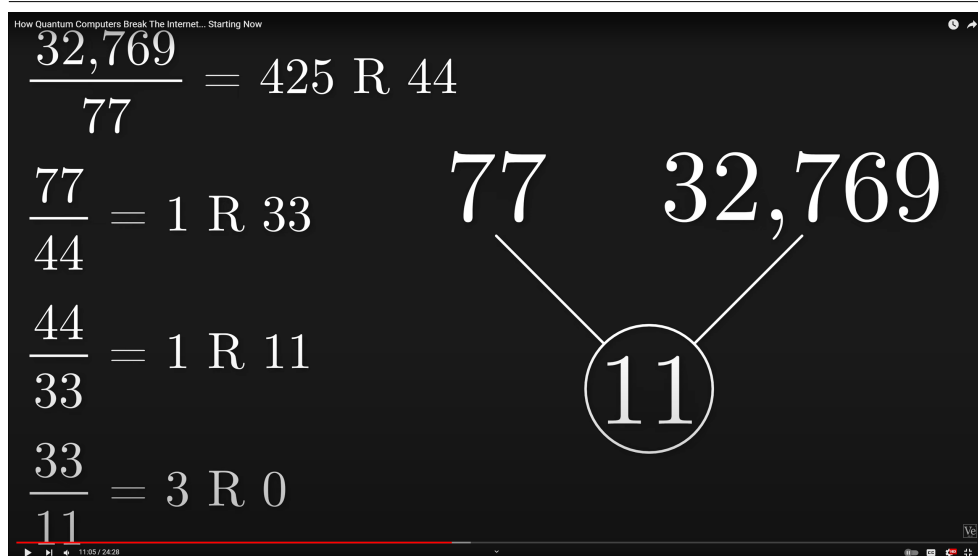 How Quantum Computers Break The Internet... Starting Now
32,769
77
= 425 R 44
77
44
= 1 R 33
44
33
= 1 R 11
33
11
= 3 R 0
77 32,769
11
Ve
11:05 / 24:28